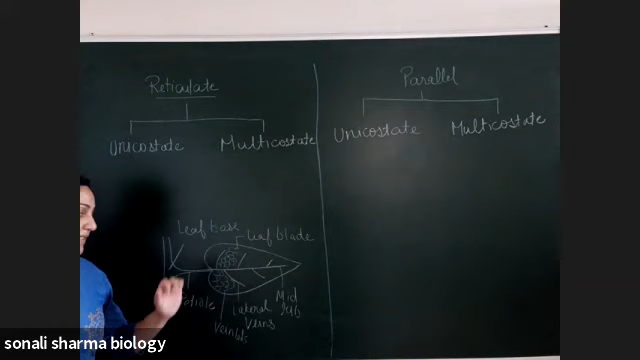 Reticulate
Unicostate
Multicostate
Parallel
Unicostate
Multicostate
Leaf base
Leaf blade
Petiole
Veinlets
Lateral
Veins
Mid
rib
sonali sharma biology